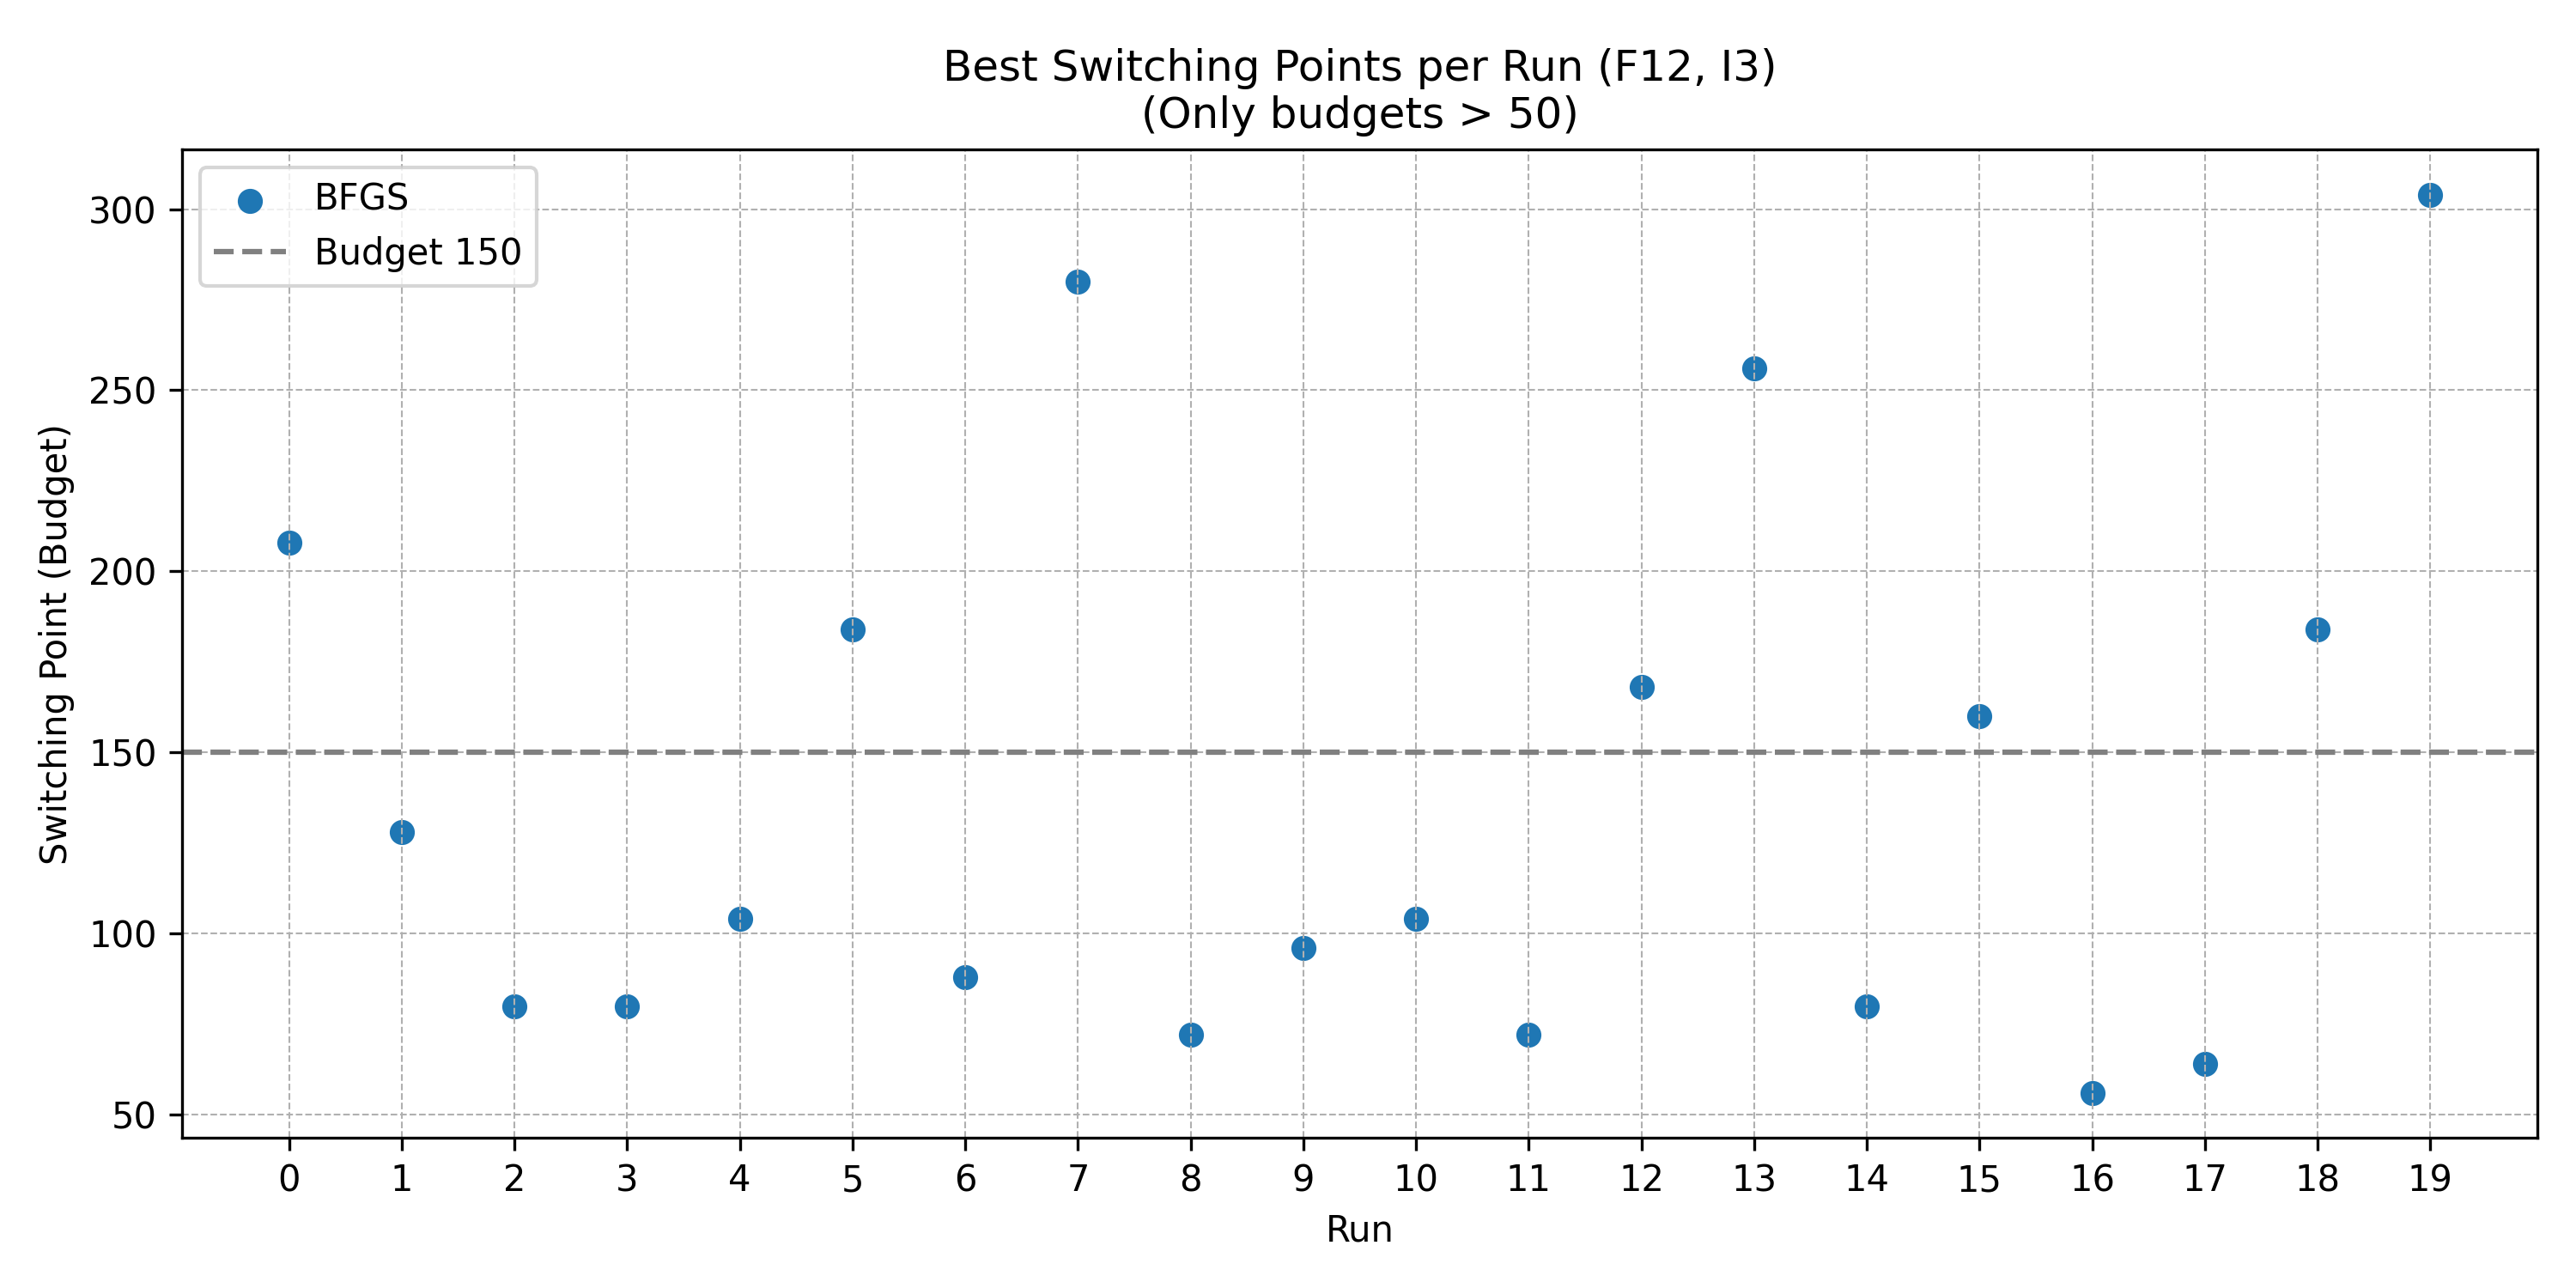 Best Switching Points per Run (F12, I3)
(Only budgets > 50)
BFGS
Budget 150
Switching Point (Budget)
300
250
200
150
100
50
0 1 2 3 4 5 6 7 8 9 10 11 12 13 14 15 16 17 18 19
Run